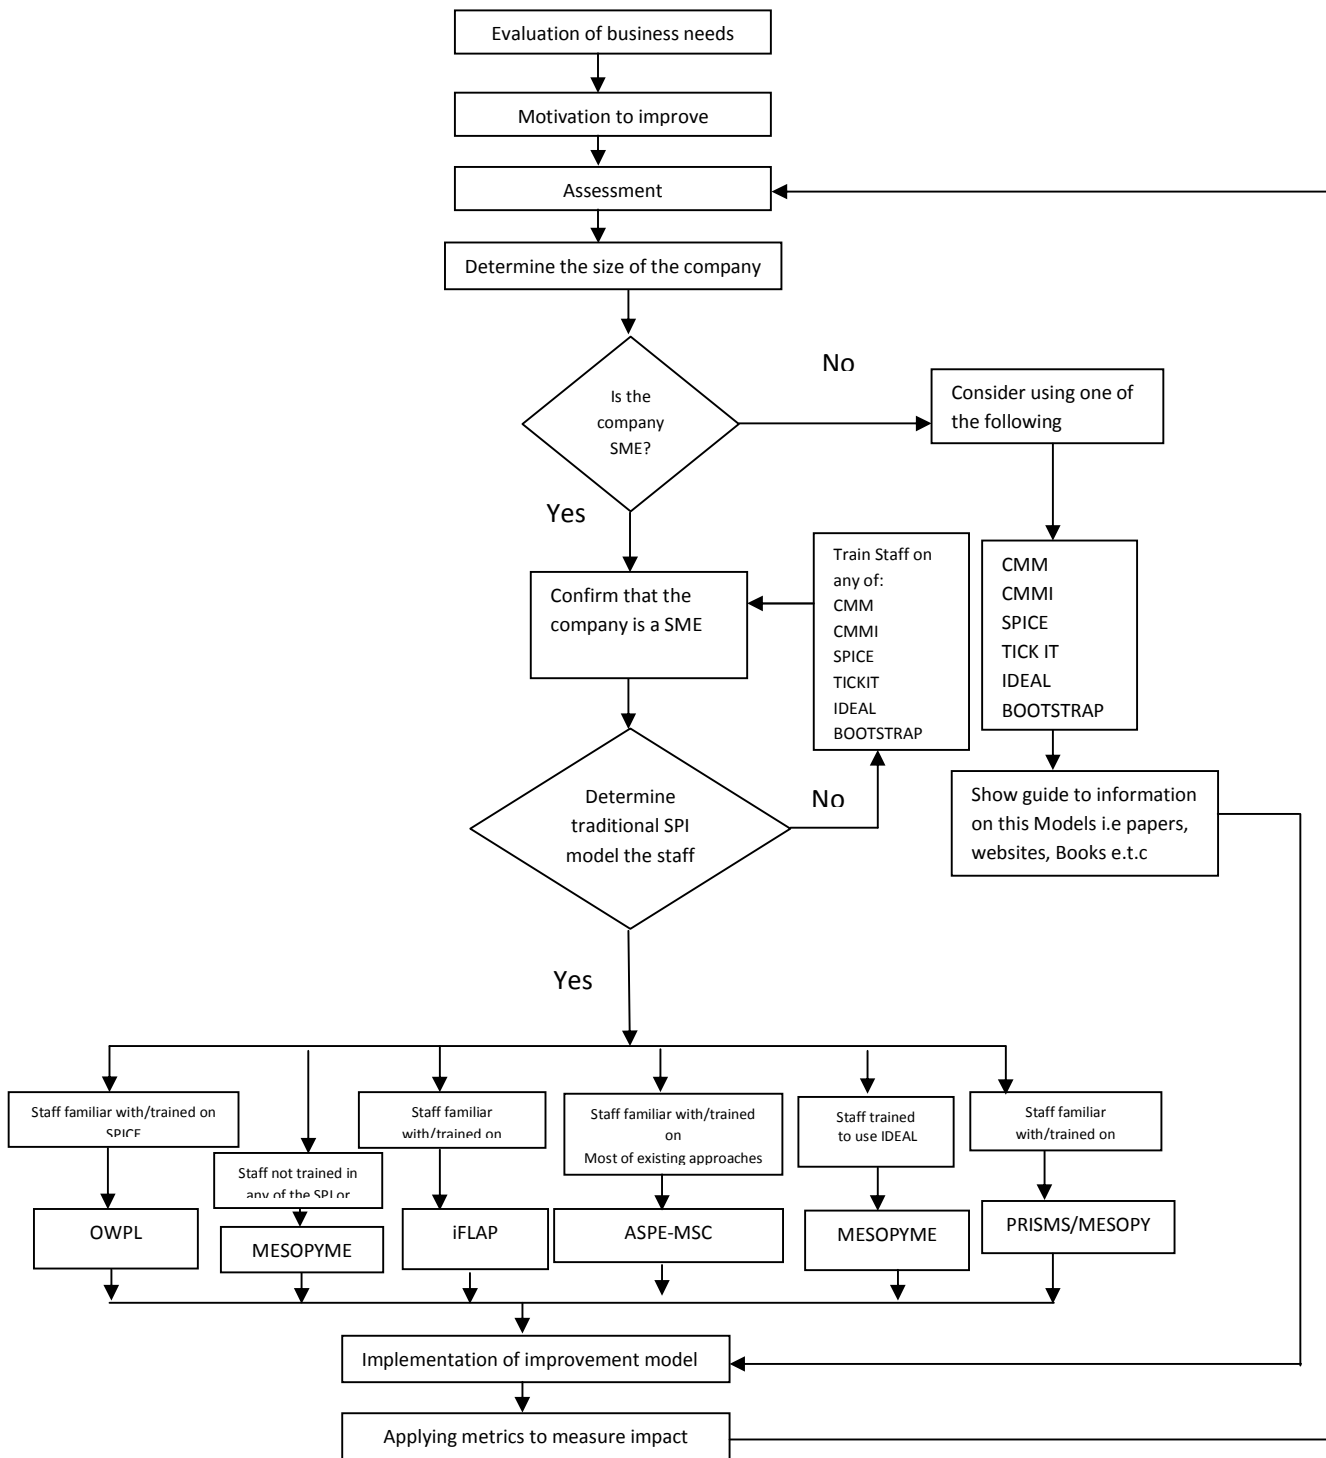 Evaluation of business needs
Motivation to improve
Assessment
Determine the size of the company
No
Is the
company
SME?
Consider using one of
the following
Yes
Train Staff on
any of:
CMM
CMMI
SPICE
TICKIT
IDEAL
BOOTSTRAP
CMM
CMMI
SPICE
TICK IT
IDEAL
BOOTSTRAP
Confirm that the
company is a SME
Determine
traditional SPI
model the staff
No
Show guide to information
on this Models i.e papers,
websites, Books e.t.c
Yes
Staff familiar with/trained on
SPICE
Staff not trained in
any of the SPI or
Staff familiar
with/trained on
Staff familiar with/trained
on
Most of existing approaches
Staff trained
to use IDEAL
Staff familiar
with/trained on
OWPL
MESOPYME
iFLAP
ASPE-MSC
MESOPYME
PRISMS/MESOPY
Implementation of improvement model
Applying metrics to measure impact